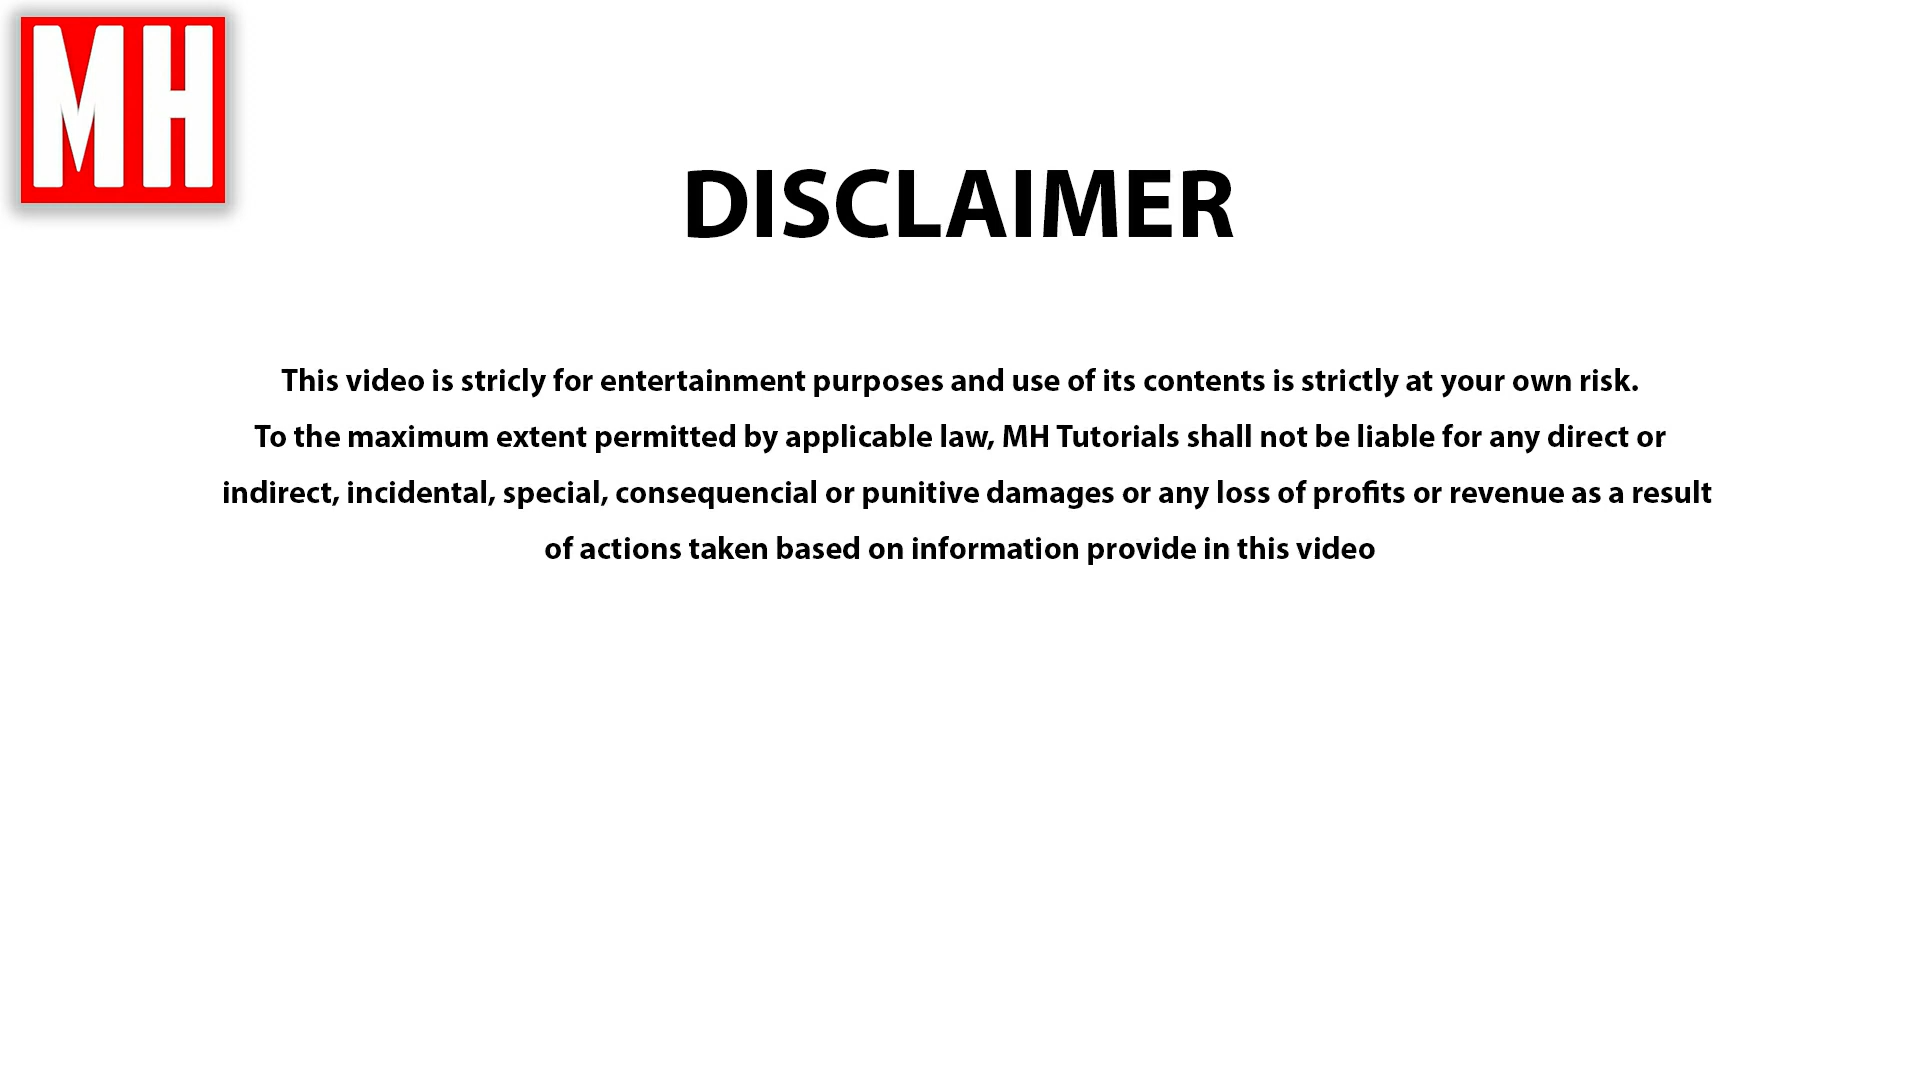 MH
DISCLAIMER
This video is stricly for entertainment purposes and use of its contents is strictly at your own risk.
To the maximum extent permitted by applicable law, MH Tutorials shall not be liable for any direct or
indirect, incidental, special, consequencial or punitive damages or any loss of profits or revenue as a result
of actions taken based on information provide in this video